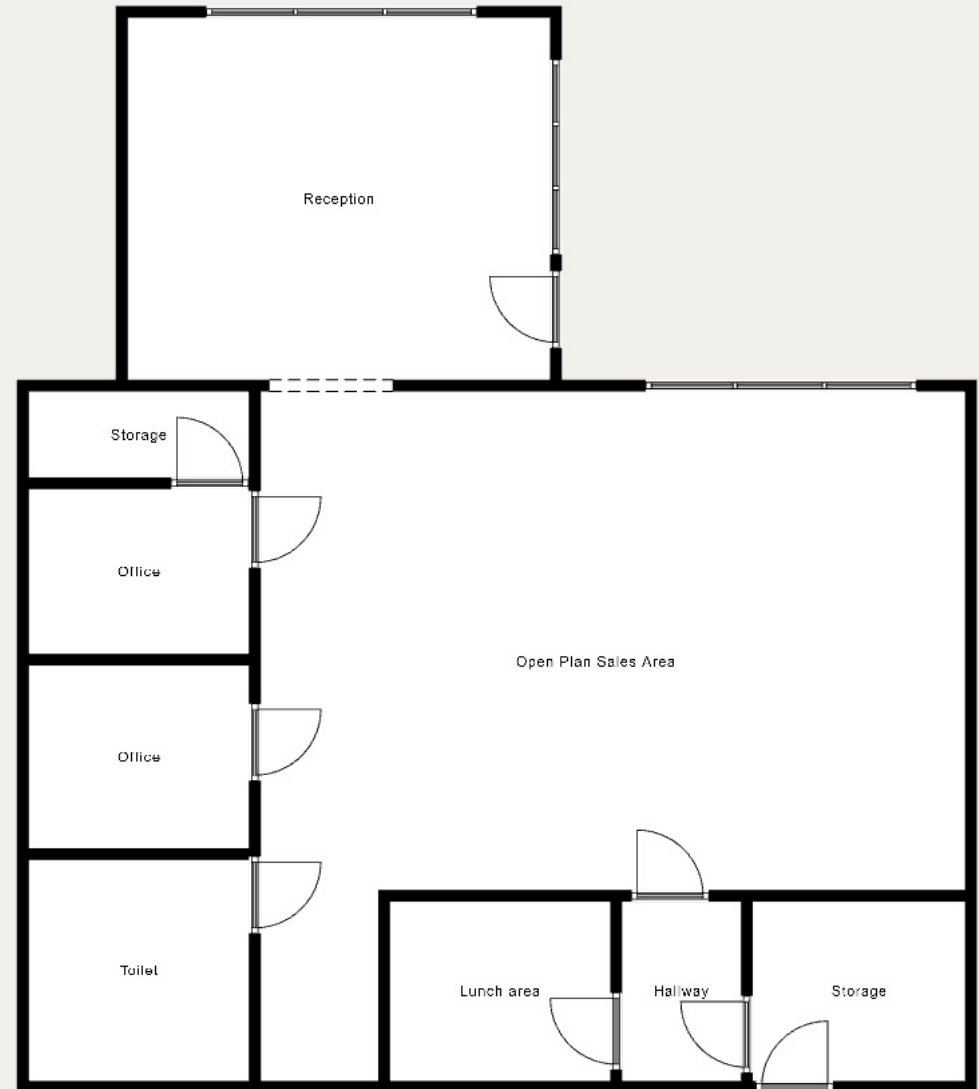 Reception
Storage
Office
Open Plan Sales Area
Office
Toilet
Lunch area
Hallway
Storage